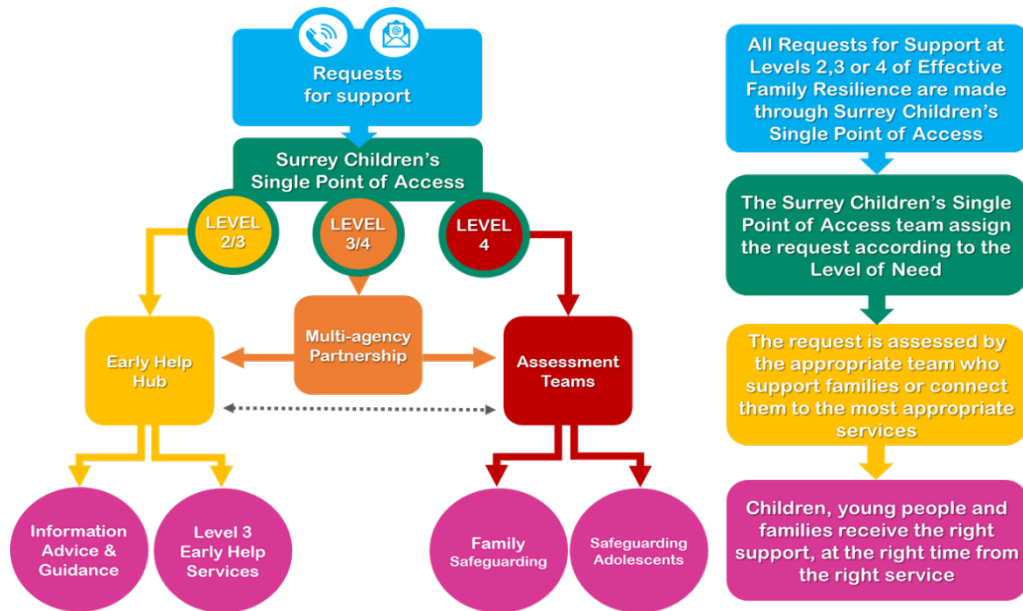 Requests
for support
Surrey Children's
Single Point of Access
LEVEL
2/3
LEVEL
3/4
LEVEL
4
Early Help
Hub
Multi-agency
Partnership
Assessment
Teams
Information
Advice &
Guidance
Level 3
Early Help
Services
Family
Safeguarding
Safeguarding
Adolescents
All Requests for Support at
Levels 2,3 or 4 of Effective
Family Resilience are made
through Surrey Children's
Single Point of Access
The Surrey Children's Single
Point of Access team assign
the request according to the
Level of Need
The request is assessed by
the appropriate team who
support families or connect
them to the most appropriate
services
Children, young people and
families receive the right
support, at the right time from
the right service